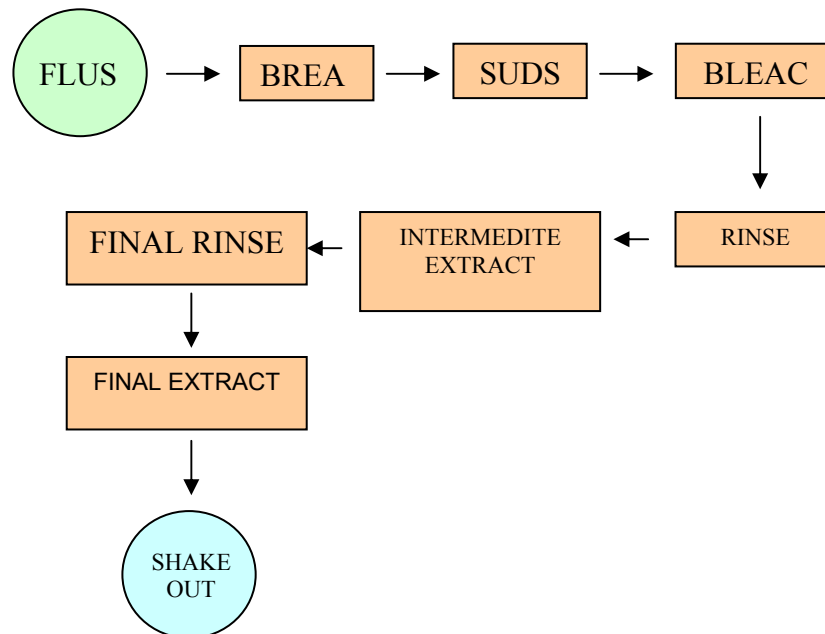 FLUS
BREA
SUDS
BLEAC
RINSE
INTERMEDITE
EXTRACT
FINAL RINSE
FINAL EXTRACT
SHAKE
OUT